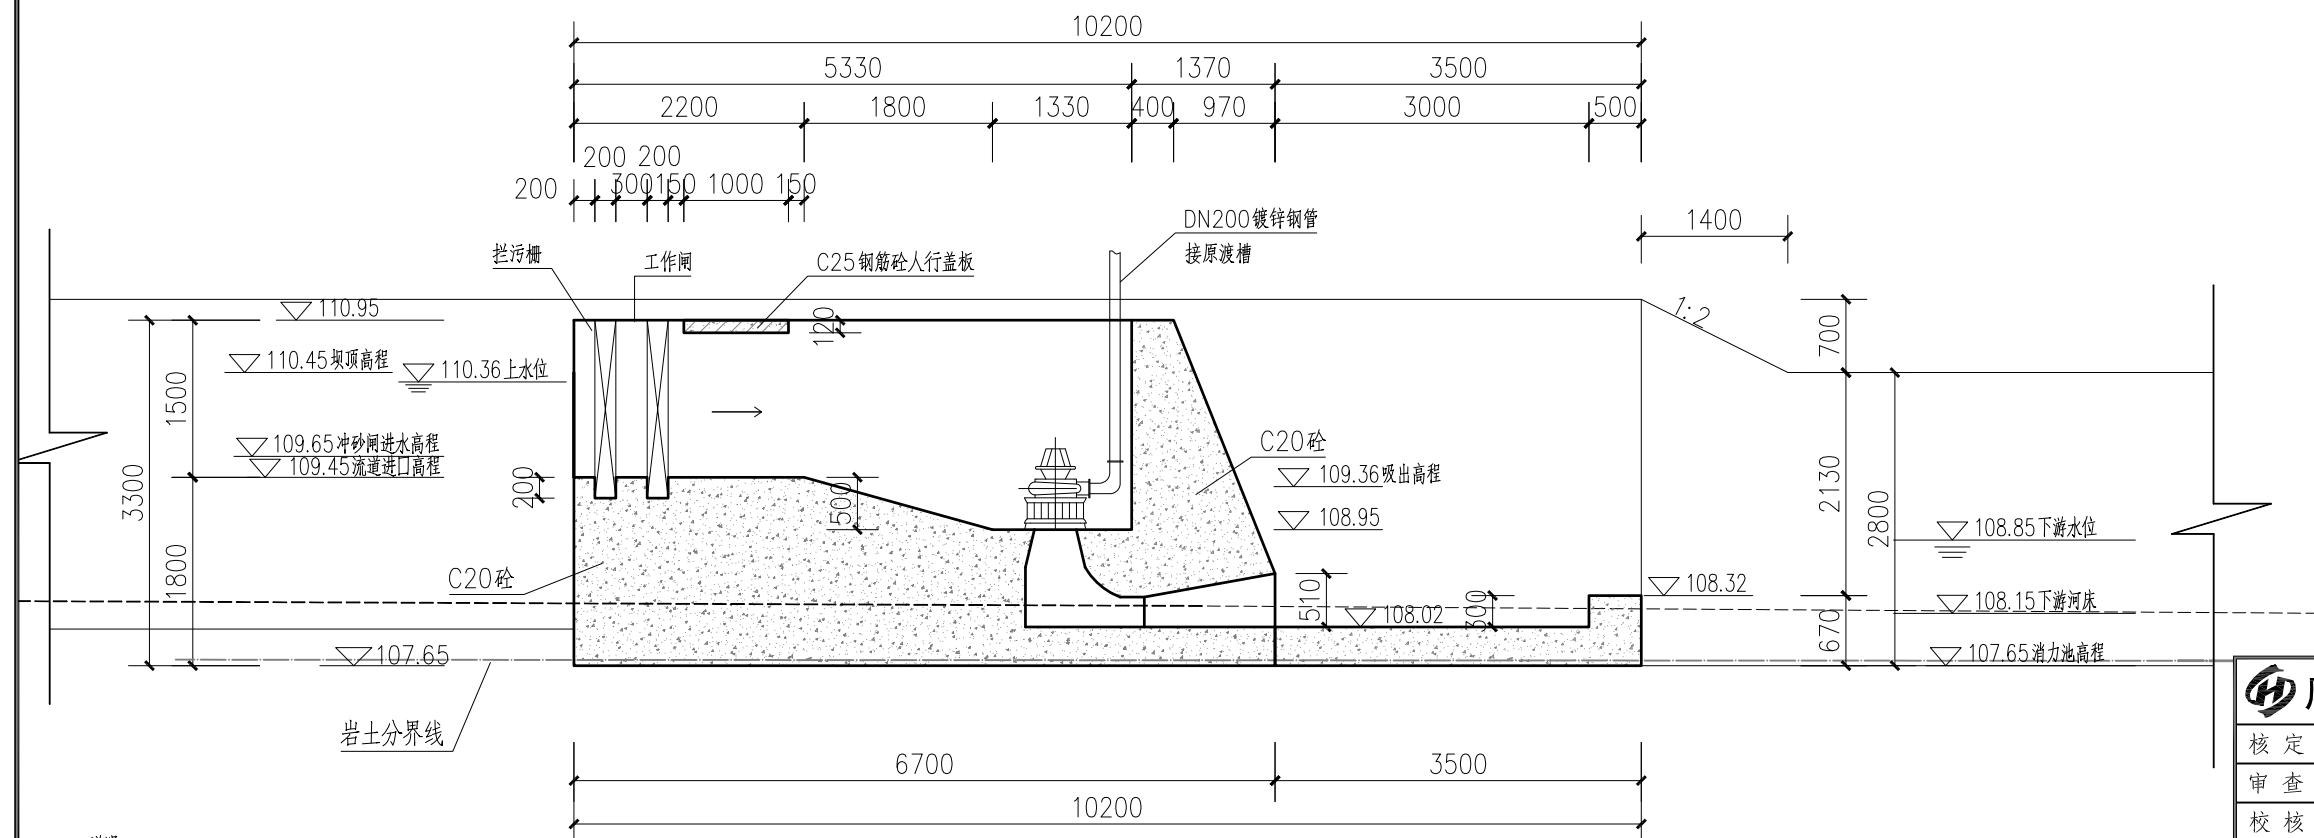 10200
5330
1370
3500
2200
1800
1330
400
970
3000
500
200
200
200
300
150
1000
150
DN200镀锌钢管
接原渡槽
1400
拦污栅
工作闸
C25钢筋砼人行盖板
110.95
120
1:2
700
110.45坝顶高程
110.36上水位
1500
109.65冲砂闸进水高程
109.45流道进口高程
C20砼
109.36吸出高程
108.95
200
500
3300
2130
2800
108.85下游水位
1800
C20砼
510
300
108.02
108.32
108.15下游河床
670
107.65
107.65消力池高程
岩土分界线
6700
3500
10200
核定
审查
校核